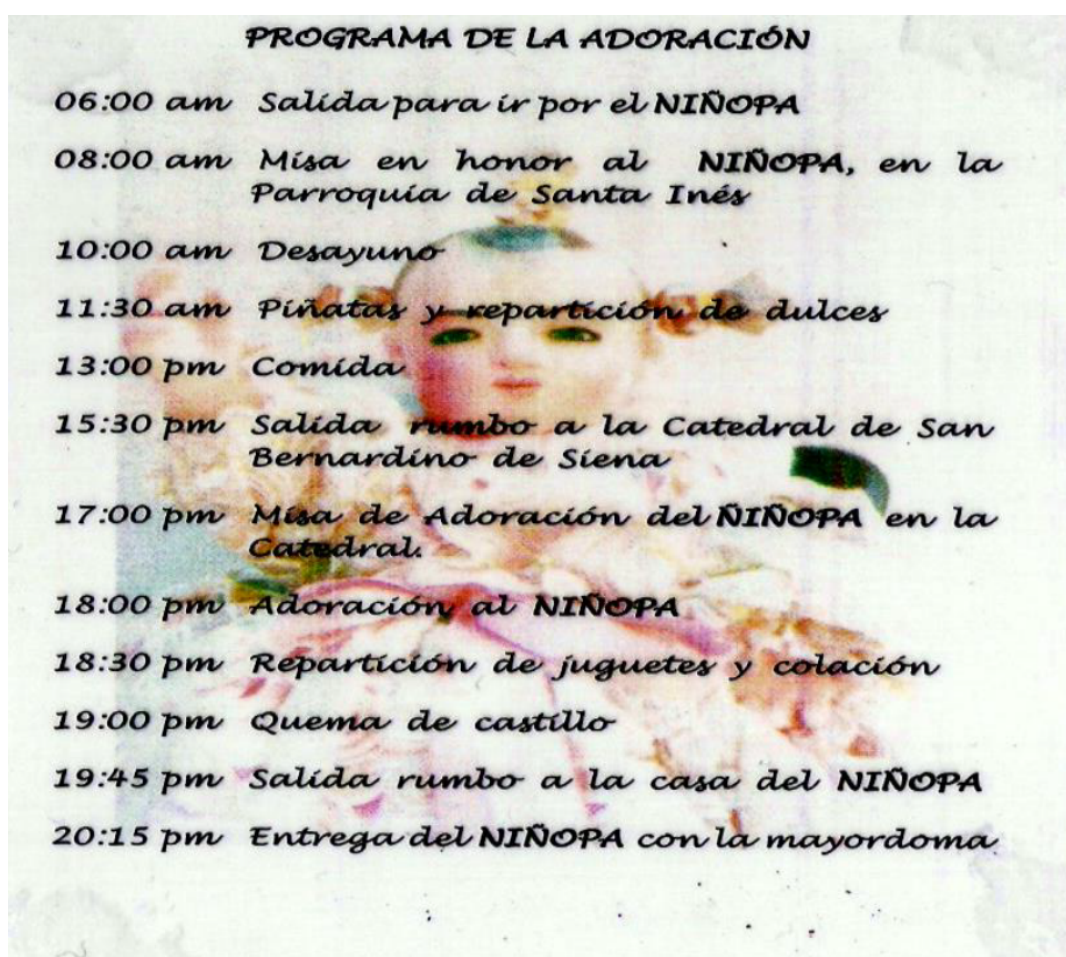 PROGRAMA DE LA ADORACIÓN
06:00 am Salida para ir por el NIÑOPA
08:00 am Misa en honor al NIÑOPA, en la
Parroquia de Santa Inés
10:00 am Desayuno
11:30 am Piñatas y repartición de dulces
13:00 pm Comida
15:30 pm Salida rumbo a la Catedral de San
Bernardino de Siena
17:00 pm Misa de Adoración del ÑIÑOPA en la
Catedral.
18:00 pm Adoración al NIÑOPA
18:30 pm Repartición de juguetes y colación
19:00 pm Quema de castillo
19:45 pm Salida rumbo a la casa del NIÑOPA
20:15 pm Entrega del NIÑOPA con la mayordoma